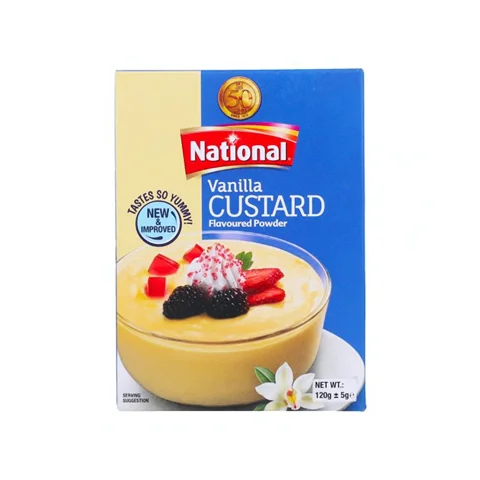 50
National
Vanilla
CUSTARD
Flavoured Powder
TASTES SO YUMMY!
NEW
&
IMPROVED
SERVING
SUGGESTION
NET WT.:
120g ± 5g℮